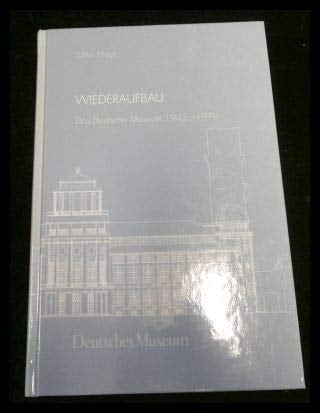 Otto Mayr
WIEDERAUFBAU
Das Deutsche Museum 1945–1970
Deutsches Museum